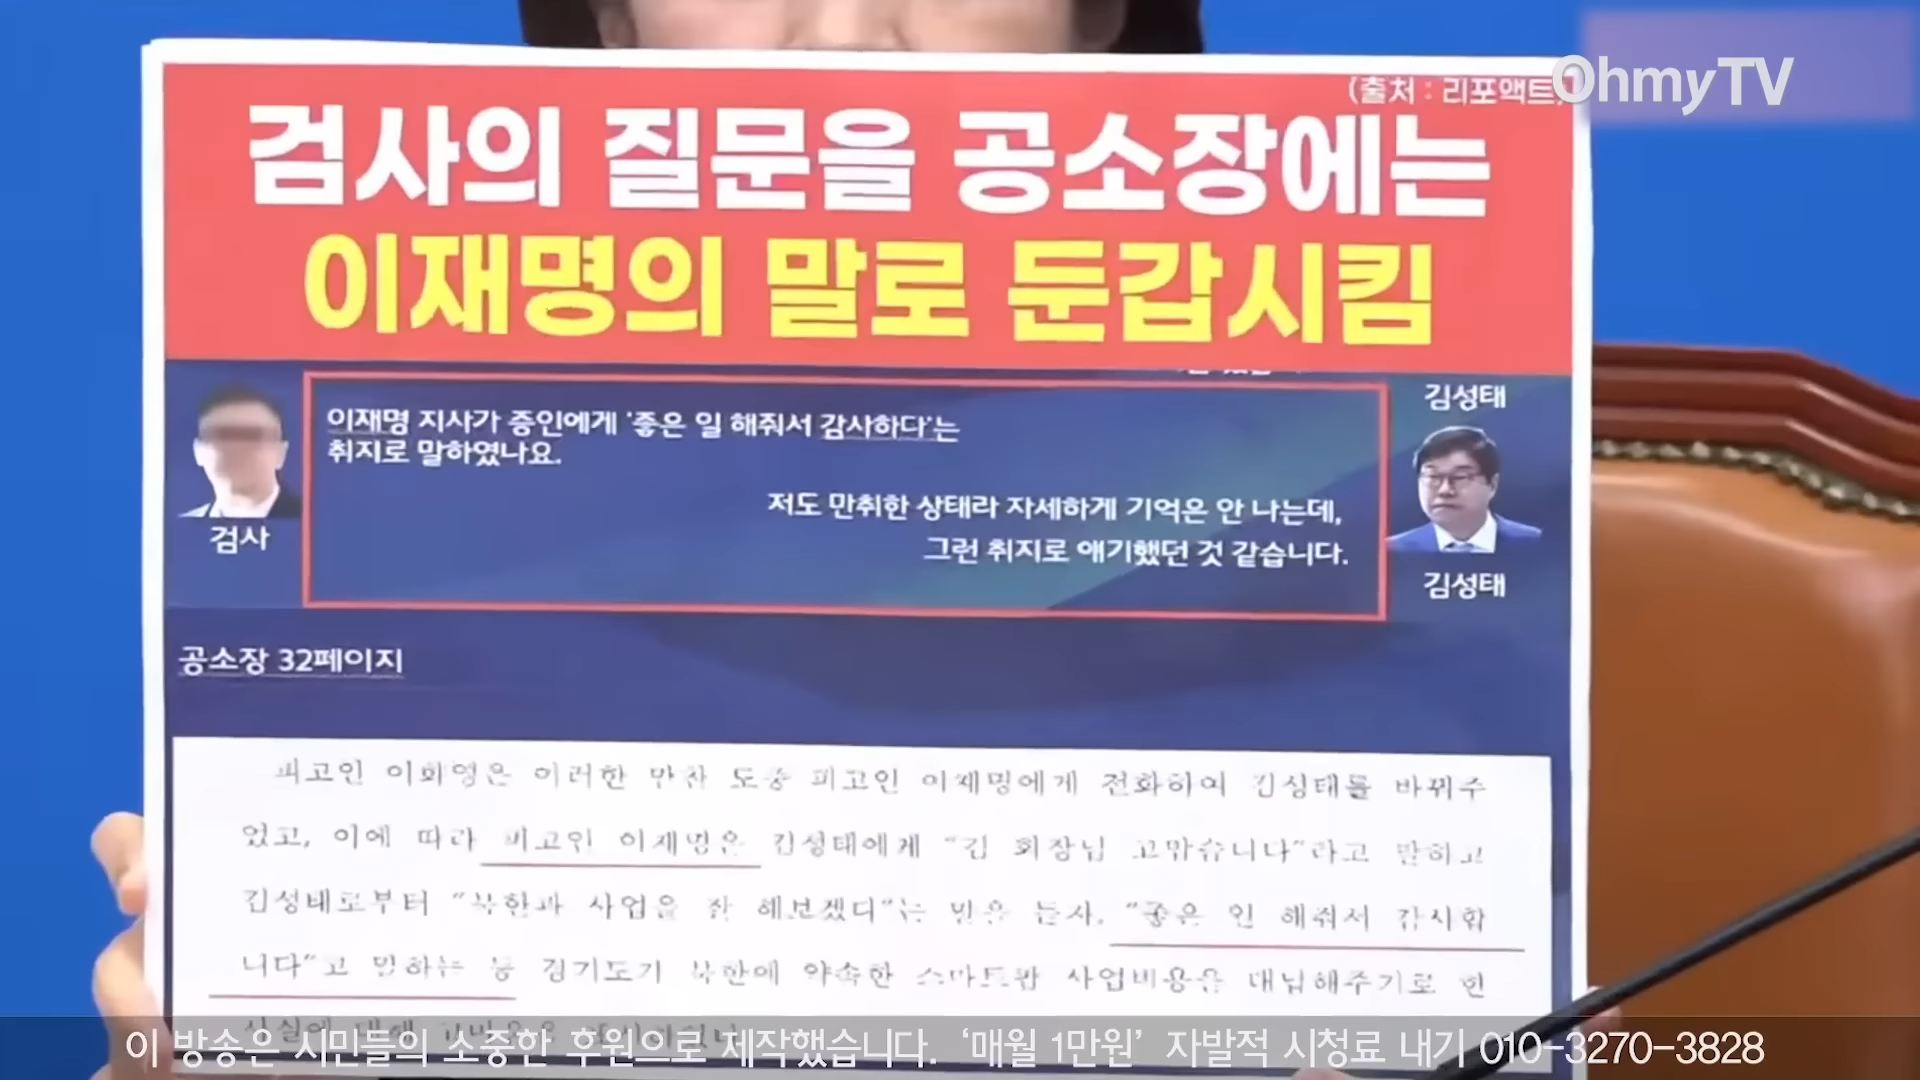 OhmyTV
(출처 : 리포액트)
검사의 질문을 공소장에는
이재명의 말로 둔갑시킴
이재명 지사가 증인에게 '좋은 일 해줘서 감사하다'는
취지로 말하였나요.
검사
김성태
저도 만취한 상태라 자세하게 기억은 안 나는데,
그런 취지로 얘기했던 것 같습니다.
김성태
공소장 32페이지
피고인 이화영은 이러한 만찬 도중 피고인 이재명에게 전화하여 김성태를 바꿔주
었고, 이에 따라 피고인 이재명은 김성태에게 "김 회장님 고맙습니다"라고 말하고
김성태로부터 "북한과 사업을 잘 해보겠다"는 말을 듣자, "좋은 일 해줘서 감사합
니다"고 말하는 등 경기도가 북한에 약속한 스마트팜 사업비용을 대납해주기로 한
이 방송은 시민들의 소중한 후원으로 제작했습니다. ‘매월 1만원’ 자발적 시청료 내기 010-3270-3828